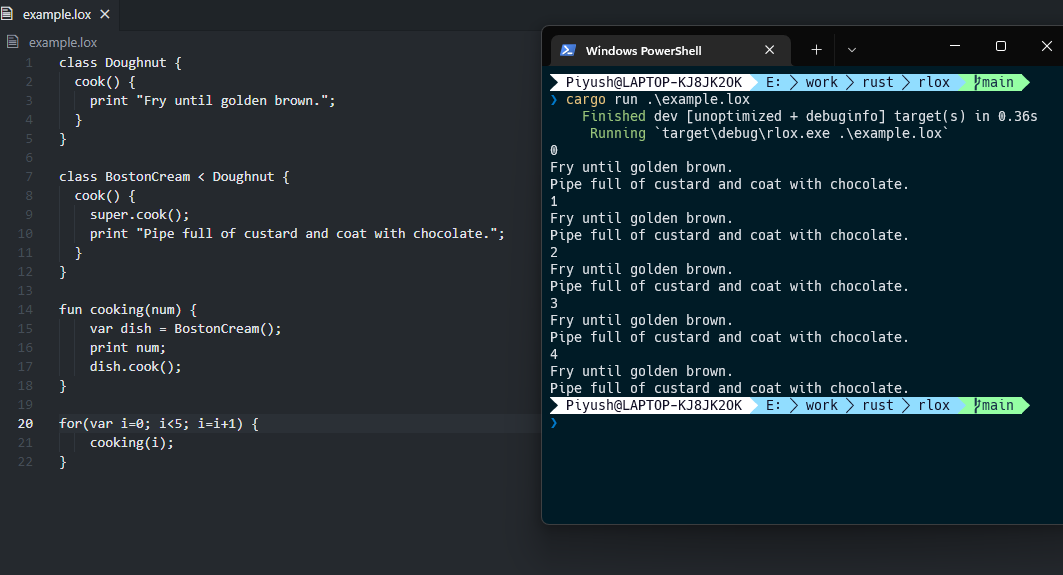 example.lox
example.lox
1 class Doughnut {
2 cook() {
3 print "Fry until golden brown.";
4 }
5 }
6
7 class BostonCream < Doughnut {
8 cook() {
9 super.cook();
10 print "Pipe full of custard and coat with chocolate.";
11 }
12 }
13
14 fun cooking(num) {
15 var dish = BostonCream();
16 print num;
17 dish.cook();
18 }
19
20 for(var i=0; i<5; i=i+1) {
21 cooking(i);
22 }
Windows PowerShell
Piyush@LAPTOP-KJ8JK2OK E: work rust rlox main
❯ cargo run .\example.lox
Finished dev [unoptimized + debuginfo] target(s) in 0.36s
Running `target\debug\rlox.exe .\example.lox`
0
Fry until golden brown.
Pipe full of custard and coat with chocolate.
1
Fry until golden brown.
Pipe full of custard and coat with chocolate.
2
Fry until golden brown.
Pipe full of custard and coat with chocolate.
3
Fry until golden brown.
Pipe full of custard and coat with chocolate.
4
Fry until golden brown.
Pipe full of custard and coat with chocolate.
Piyush@LAPTOP-KJ8JK2OK E: work rust rlox main
❯